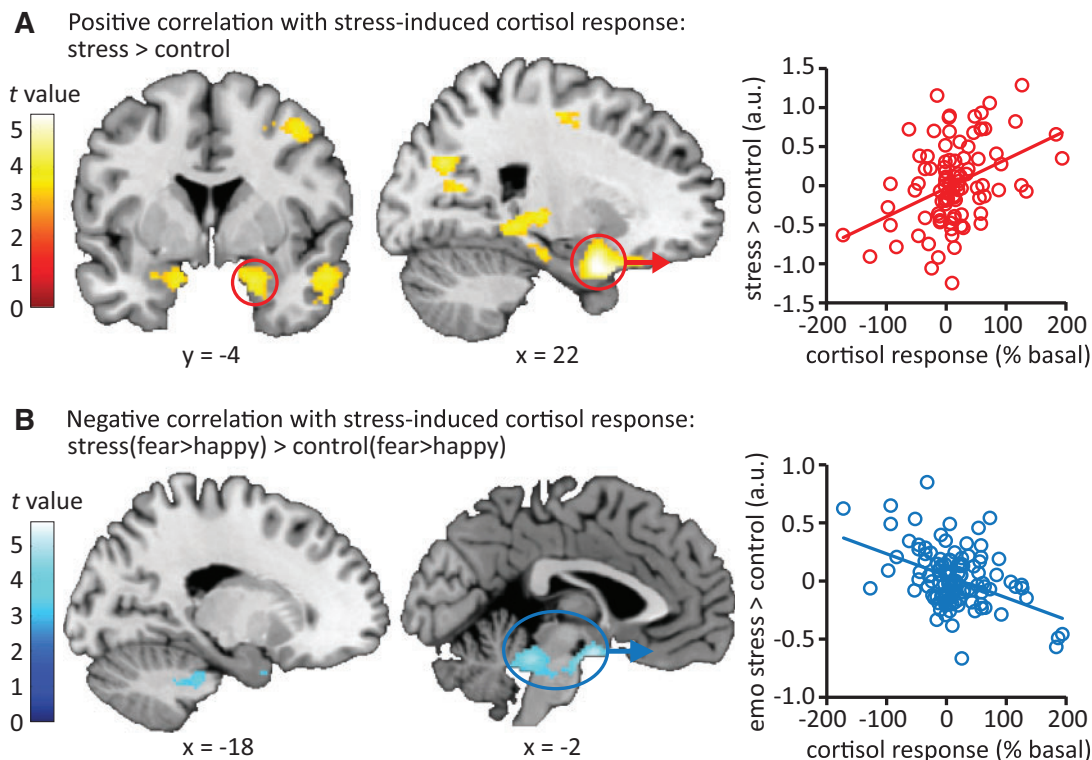 A Positive correlation with stress-induced cortisol response:
stress > control
t value
5
4
3
2
1
0
y = -4
x = 22
stress > control (a.u.)
1.5
1.0
0.5
0
-0.5
-1.0
-1.5
-200 -100 0 100 200
cortisol response (% basal)
B Negative correlation with stress-induced cortisol response:
stress(fear>happy) > control(fear>happy)
t value
5
4
3
2
1
0
x = -18
x = -2
emo stress > control (a.u.)
1.0
0.5
0
-0.5
-1.0
-200 -100 0 100 200
cortisol response (% basal)